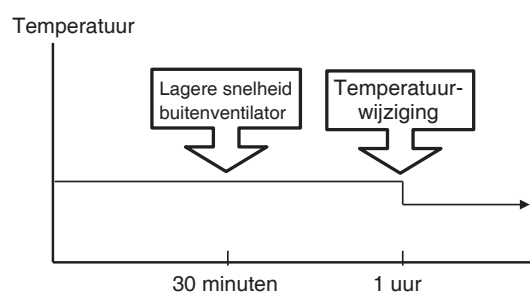 Temperatuur
Lagere snelheid
buitenventilator
Temperatuur-
wijziging
30 minuten
1 uur